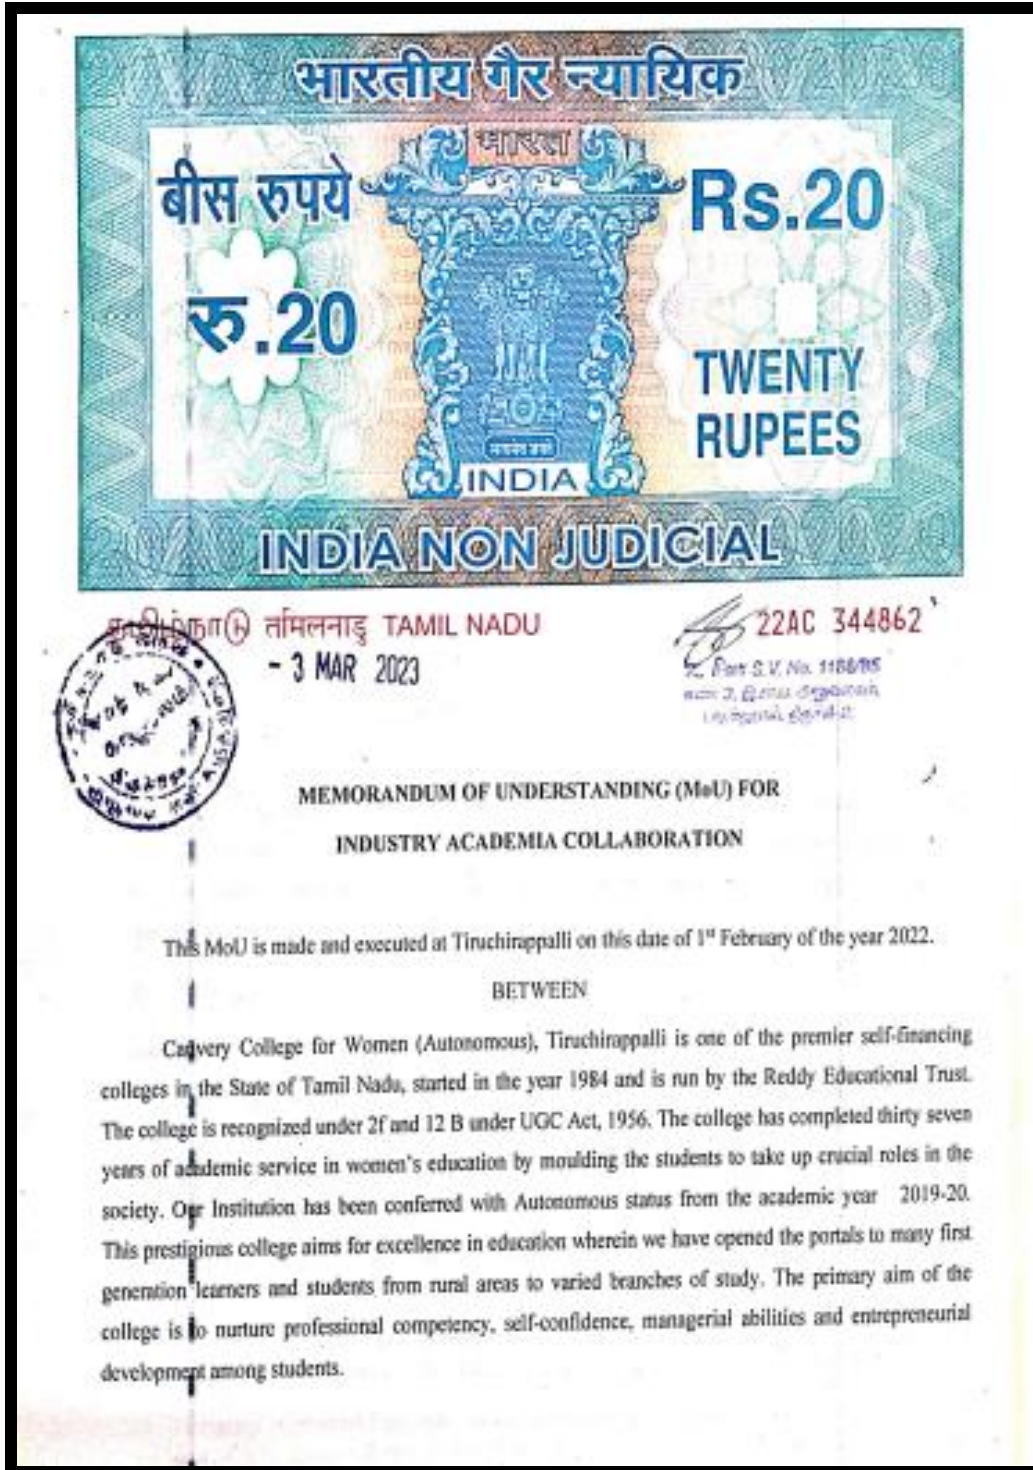 भारतीय गैर न्यायिक
भारत
बीस रुपये
Rs.20
रु.20
TWENTY
RUPEES
सत्यमेव जयते
INDIA
INDIA NON JUDICIAL
தமிழ்நாடு तमिलनाडु TAMIL NADU
22AC 344862
- 3 MAR 2023
S.V. No. 1188/95
MEMORANDUM OF UNDERSTANDING (MoU) FOR
INDUSTRY ACADEMIA COLLABORATION
This MoU is made and executed at Tiruchirappalli on this date of 1st February of the year 2022.
BETWEEN
Cauvery College for Women (Autonomous), Tiruchirappalli is one of the premier self-financing
colleges in the State of Tamil Nadu, started in the year 1984 and is run by the Reddy Educational Trust.
The college is recognized under 2f and 12 B under UGC Act, 1956. The college has completed thirty seven
years of academic service in women's education by moulding the students to take up crucial roles in the
society. Our Institution has been conferred with Autonomous status from the academic year 2019-20.
This prestigious college aims for excellence in education wherein we have opened the portals to many first
generation learners and students from rural areas to varied branches of study. The primary aim of the
college is to nurture professional competency, self-confidence, managerial abilities and entrepreneurial
development among students.